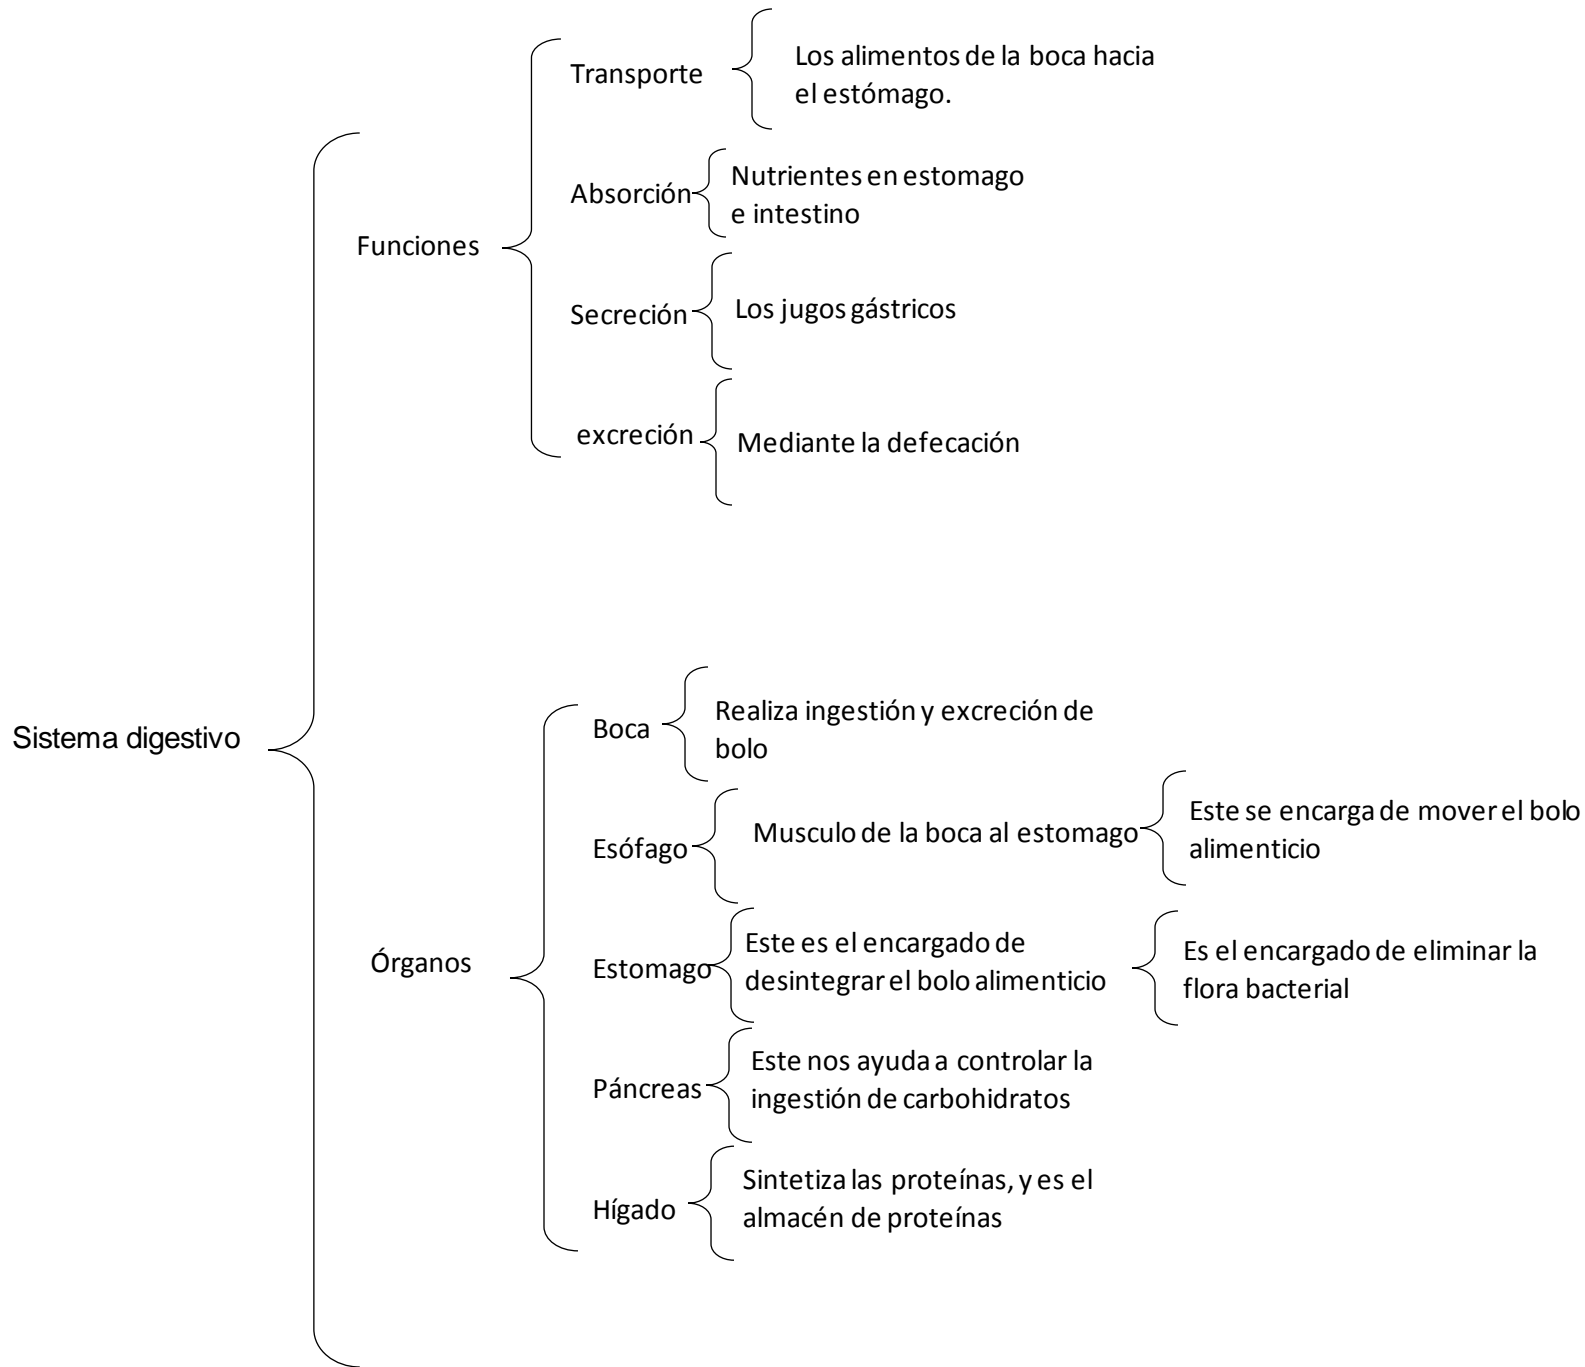 Sistema digestivo
Funciones
Transporte
Los alimentos de la boca hacia
el estómago.
Absorción
Nutrientes en estomago
e intestino
Secreción
Los jugos gástricos
excreción
Mediante la defecación
Órganos
Boca
Realiza ingestión y excreción de
bolo
Esófago
Musculo de la boca al estomago
Este se encarga de mover el bolo
alimenticio
Estomago
Este es el encargado de
desintegrar el bolo alimenticio
Es el encargado de eliminar la
flora bacterial
Páncreas
Este nos ayuda a controlar la
ingestión de carbohidratos
Hígado
Sintetiza las proteínas, y es el
almacén de proteínas